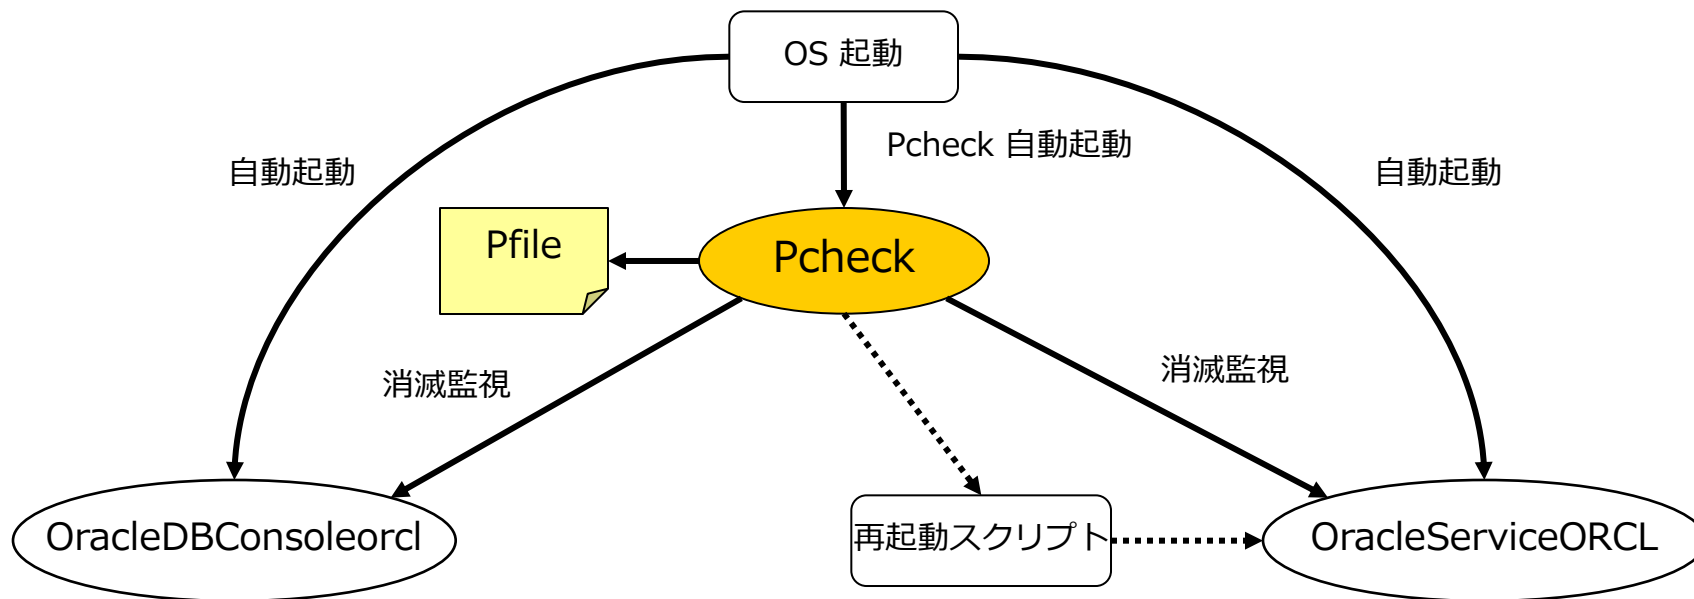 OS 起動
Pcheck 自動起動
自動起動
自動起動
Pfile
Pcheck
消滅監視
消滅監視
OracleDBConsoleorcl
再起動スクリプト
OracleServiceORCL